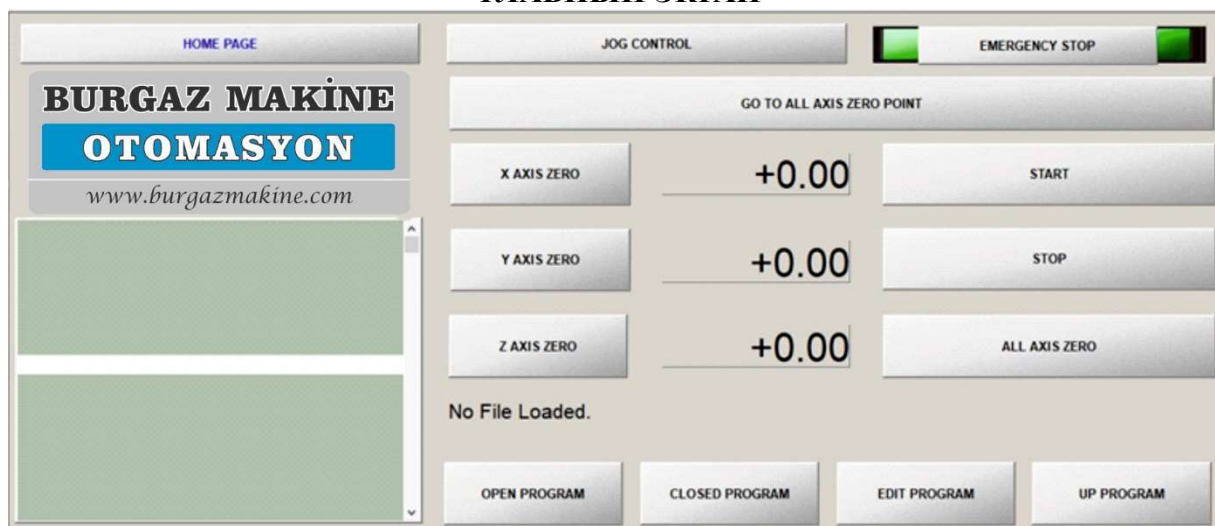 HOME PAGE
JOG CONTROL
EMERGENCY STOP
BURGAZ MAKİNE
OTOMASYON
www.burgazmakine.com
GO TO ALL AXIS ZERO POINT
X AXIS ZERO
+0.00
START
Y AXIS ZERO
+0.00
STOP
Z AXIS ZERO
+0.00
ALL AXIS ZERO
No File Loaded.
OPEN PROGRAM
CLOSED PROGRAM
EDIT PROGRAM
UP PROGRAM